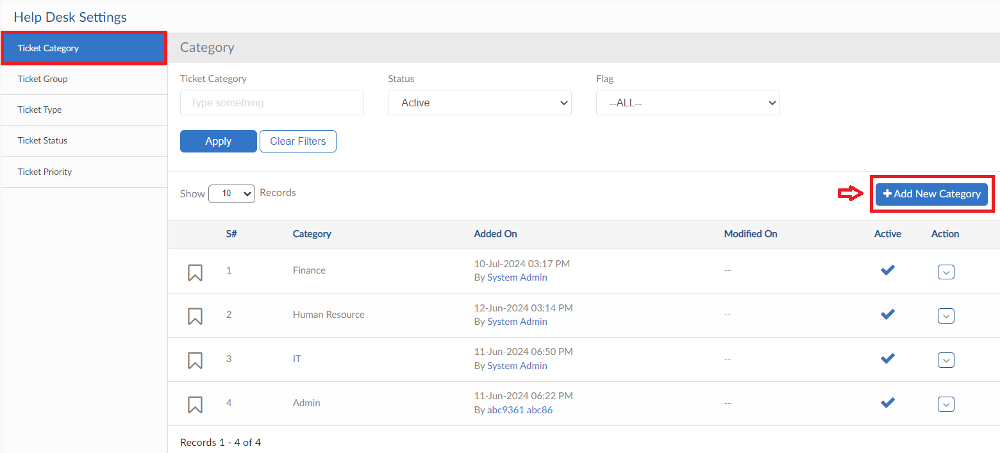 Help Desk Settings
Ticket Category
Ticket Group
Ticket Type
Ticket Status
Ticket Priority
Category
Ticket Category Status Flag
Type something Active --ALL--
Apply Clear Filters
Show 10 Records Add New Category
S# Category Added On Modified On Active Action
1 Finance 10-Jul-2024 03:17 PM --
By System Admin
2 Human Resource 12-Jun-2024 03:14 PM --
By System Admin
3 IT 11-Jun-2024 06:50 PM --
By System Admin
4 Admin 11-Jun-2024 06:22 PM --
By abc9361 abc86
Records 1 - 4 of 4